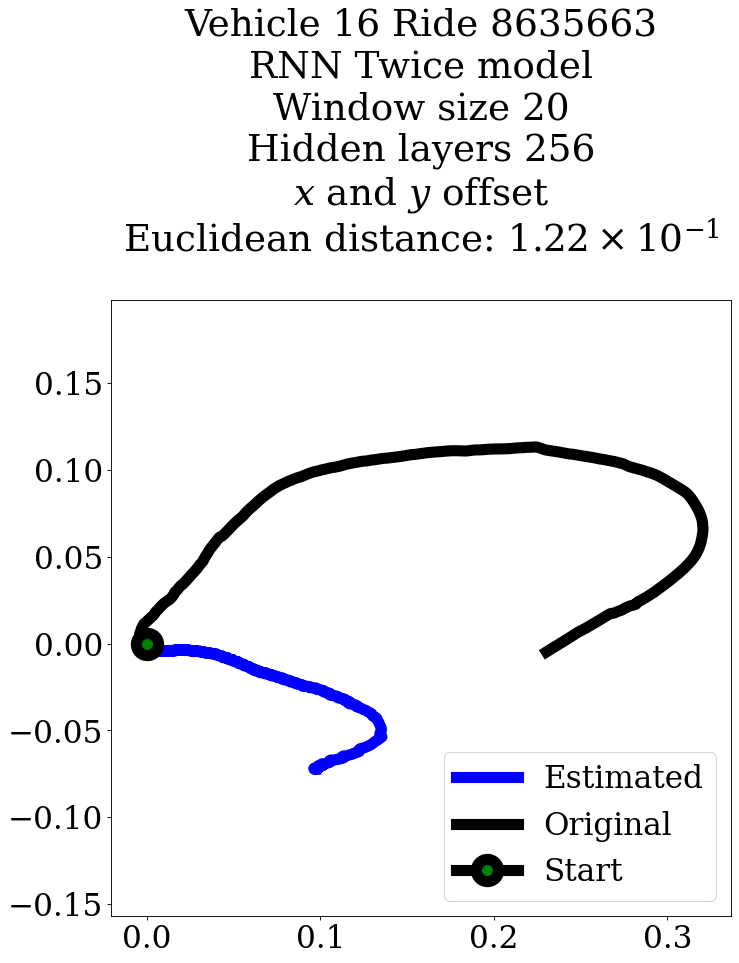 Vehicle 16 Ride 8635663
RNN Twice model
Window size 20
Hidden layers 256
x and y offset
Euclidean distance: 1.22 × 10⁻¹
0.15
0.10
0.05
0.00
−0.05
−0.10
−0.15
0.0 0.1 0.2 0.3
Estimated
Original
Start